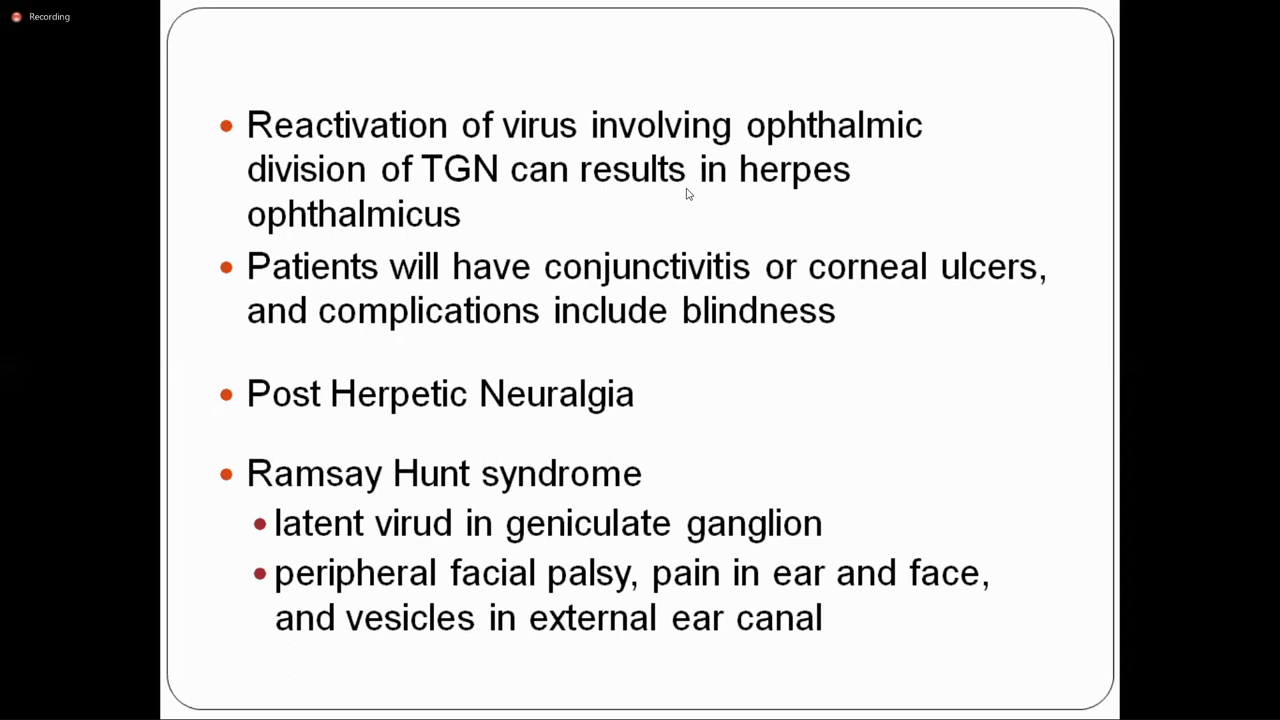 Recording
• Reactivation of virus involving ophthalmic
division of TGN can results in herpes
ophthalmicus
• Patients will have conjunctivitis or corneal ulcers,
and complications include blindness
• Post Herpetic Neuralgia
• Ramsay Hunt syndrome
• latent virud in geniculate ganglion
• peripheral facial palsy, pain in ear and face,
and vesicles in external ear canal